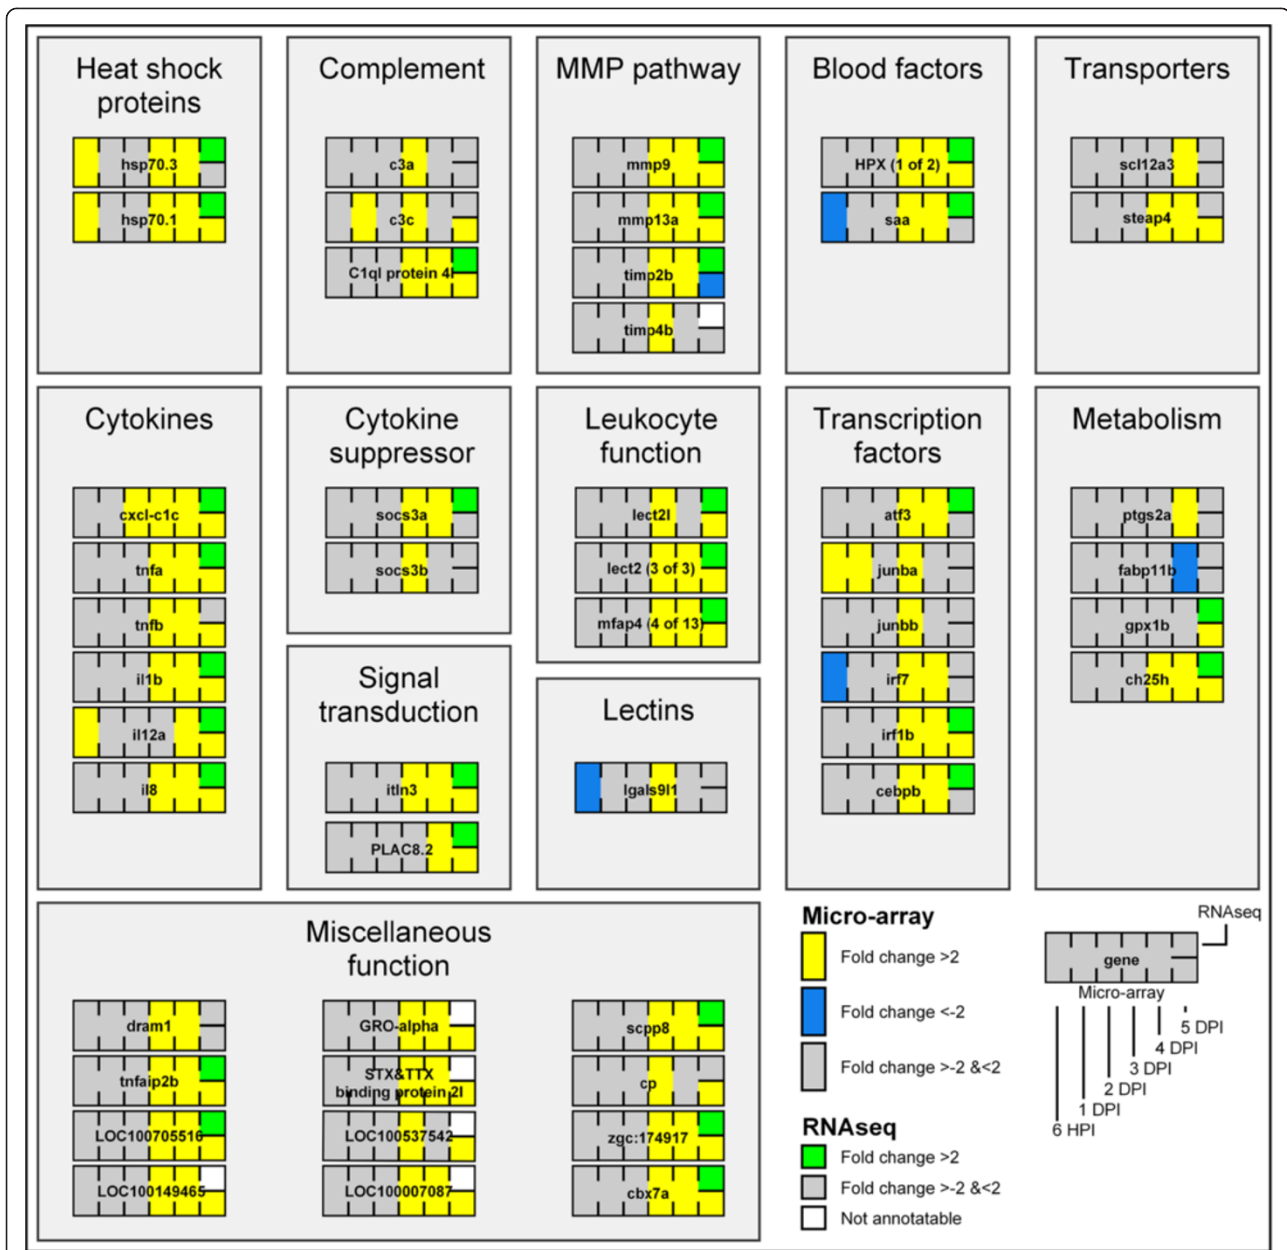 Heat shock
proteins
hsp70.3
hsp70.1
Complement
c3a
c3c
C1ql protein 4l
MMP pathway
mmp9
mmp13a
timp2b
timp4b
Blood factors
HPX (1 of 2)
saa
Transporters
scl12a3
steap4
Cytokines
cxcl-c1c
tnfa
tnfb
il1b
il12a
il8
Cytokine
suppressor
socs3a
socs3b
Signal
transduction
itln3
PLAC8.2
Leukocyte
function
lect2l
lect2 (3 of 3)
mfap4 (4 of 13)
Lectins
lgals9l1
Transcription
factors
atf3
junba
junbb
irf7
irf1b
cebpb
Metabolism
ptgs2a
fabp11b
gpx1b
ch25h
Miscellaneous
function
dram1
tnfaip2b
LOC100705516
LOC100149465
GRO-alpha
STX&TTX
binding protein 2l
LOC100537542
LOC100007087
scpp8
cp
zgc:174917
cbx7a
Micro-array
Fold change >2
Fold change <-2
Fold change >-2 &<2
RNAseq
Fold change >2
Fold change >-2 &<2
Not annotatable
RNAseq
gene
Micro-array
5 DPI
4 DPI
3 DPI
2 DPI
1 DPI
6 HPI